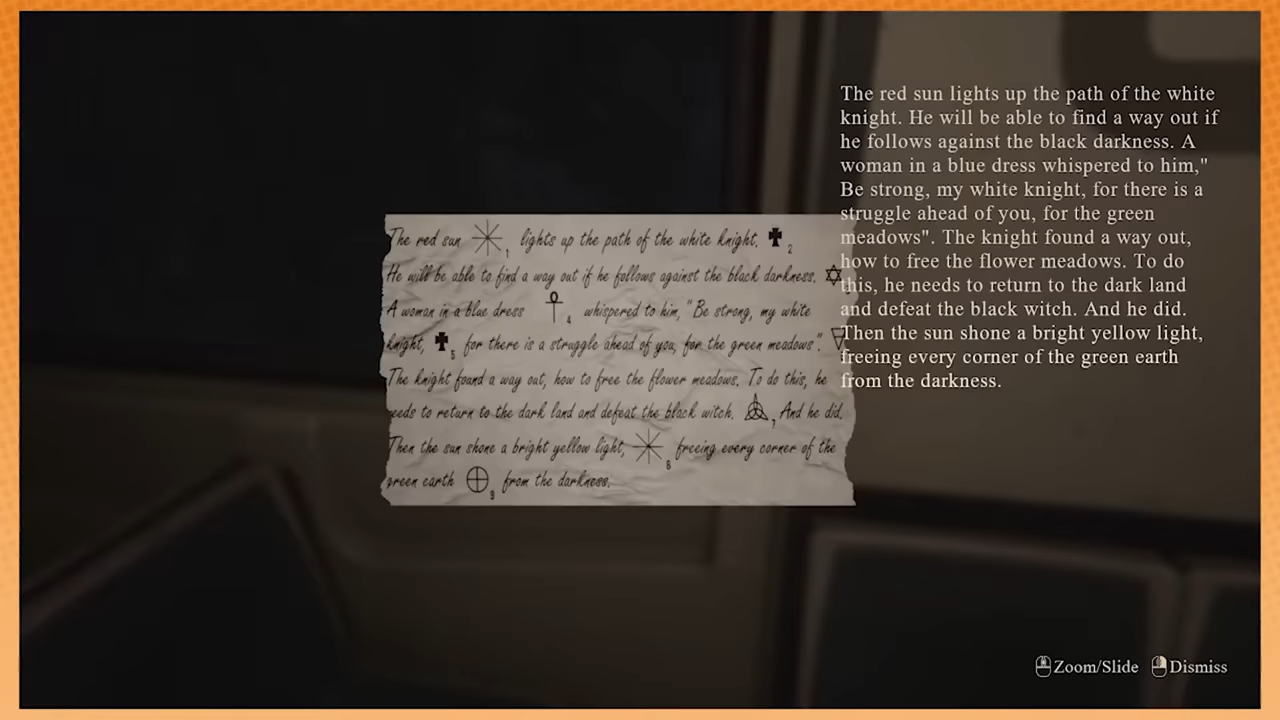 The red sun 1 lights up the path of the white knight. 2
He will be able to find a way out if he follows against the black darkness.
A woman in a blue dress 4 whispered to him, "Be strong, my white
knight, 5 for there is a struggle ahead of you, for the green meadows".
The knight found a way out, how to free the flower meadows. To do this, he
eeds to return to the dark land and defeat the black witch. 7 And he did.
Then the sun shone a bright yellow light, 8 freeing every corner of the
green earth 9 from the darkness.
The red sun lights up the path of the white
knight. He will be able to find a way out if
he follows against the black darkness. A
woman in a blue dress whispered to him,"
Be strong, my white knight, for there is a
struggle ahead of you, for the green
meadows". The knight found a way out,
how to free the flower meadows. To do
this, he needs to return to the dark land
and defeat the black witch. And he did.
Then the sun shone a bright yellow light,
freeing every corner of the green earth
from the darkness.
Zoom/Slide Dismiss